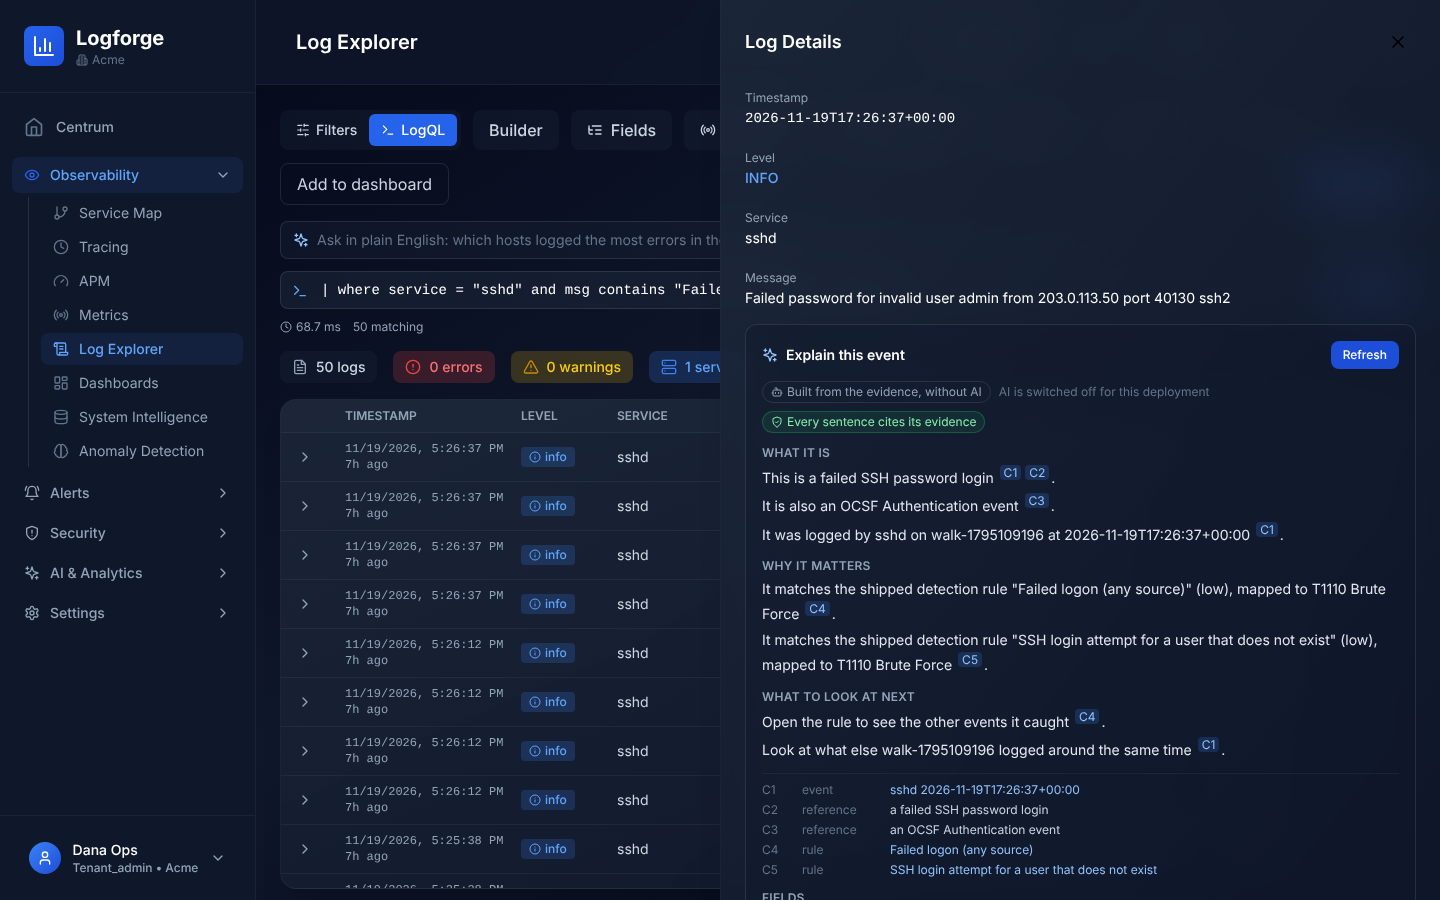 Logforge
Acme
Centrum
Observability
Service Map
Tracing
APM
Metrics
Log Explorer
Dashboards
System Intelligence
Anomaly Detection
Alerts
Security
AI & Analytics
Settings
Dana Ops
Tenant_admin • Acme
Log Explorer
Filters
LogQL
Builder
Fields
Add to dashboard
Ask in plain English: which hosts logged the most errors in the
| where service = "sshd" and msg contains "Faile
68.7 ms 50 matching
50 logs
0 errors
0 warnings
1 serv
TIMESTAMP LEVEL SERVICE
11/19/2026, 5:26:37 PM
7h ago
info
sshd
11/19/2026, 5:26:37 PM
7h ago
info
sshd
11/19/2026, 5:26:37 PM
7h ago
info
sshd
11/19/2026, 5:26:37 PM
7h ago
info
sshd
11/19/2026, 5:26:12 PM
7h ago
info
sshd
11/19/2026, 5:26:12 PM
7h ago
info
sshd
11/19/2026, 5:26:12 PM
7h ago
info
sshd
11/19/2026, 5:26:12 PM
7h ago
info
sshd
11/19/2026, 5:25:38 PM
7h ago
info
sshd
Log Details
Timestamp
2026-11-19T17:26:37+00:00
Level
INFO
Service
sshd
Message
Failed password for invalid user admin from 203.0.113.50 port 40130 ssh2
Explain this event
Refresh
Built from the evidence, without AI
AI is switched off for this deployment
Every sentence cites its evidence
WHAT IT IS
This is a failed SSH password login C1 C2 .
It is also an OCSF Authentication event C3 .
It was logged by sshd on walk-1795109196 at 2026-11-19T17:26:37+00:00 C1 .
WHY IT MATTERS
It matches the shipped detection rule "Failed logon (any source)" (low), mapped to T1110 Brute
Force C4 .
It matches the shipped detection rule "SSH login attempt for a user that does not exist" (low),
mapped to T1110 Brute Force C5 .
WHAT TO LOOK AT NEXT
Open the rule to see the other events it caught C4 .
Look at what else walk-1795109196 logged around the same time C1 .
C1 event sshd 2026-11-19T17:26:37+00:00
C2 reference a failed SSH password login
C3 reference an OCSF Authentication event
C4 rule Failed logon (any source)
C5 rule SSH login attempt for a user that does not exist
FIELDS